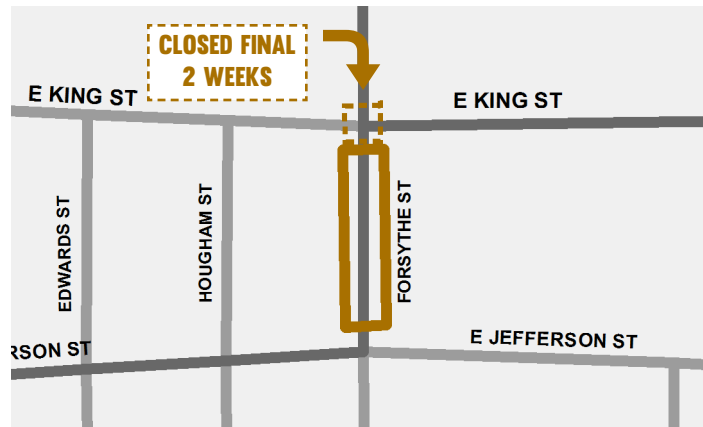 CLOSED FINAL
2 WEEKS
E KING ST
E KING ST
EDWARDS ST
HOUGHAM ST
FORSYTHE ST
RSON ST
E JEFFERSON ST